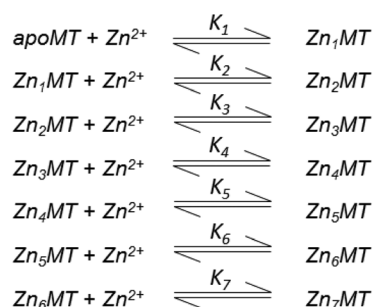 apoMT + Zn²⁺ K₁ Zn₁MT
Zn₁MT + Zn²⁺ K₂ Zn₂MT
Zn₂MT + Zn²⁺ K₃ Zn₃MT
Zn₃MT + Zn²⁺ K₄ Zn₄MT
Zn₄MT + Zn²⁺ K₅ Zn₅MT
Zn₅MT + Zn²⁺ K₆ Zn₆MT
Zn₆MT + Zn²⁺ K₇ Zn₇MT